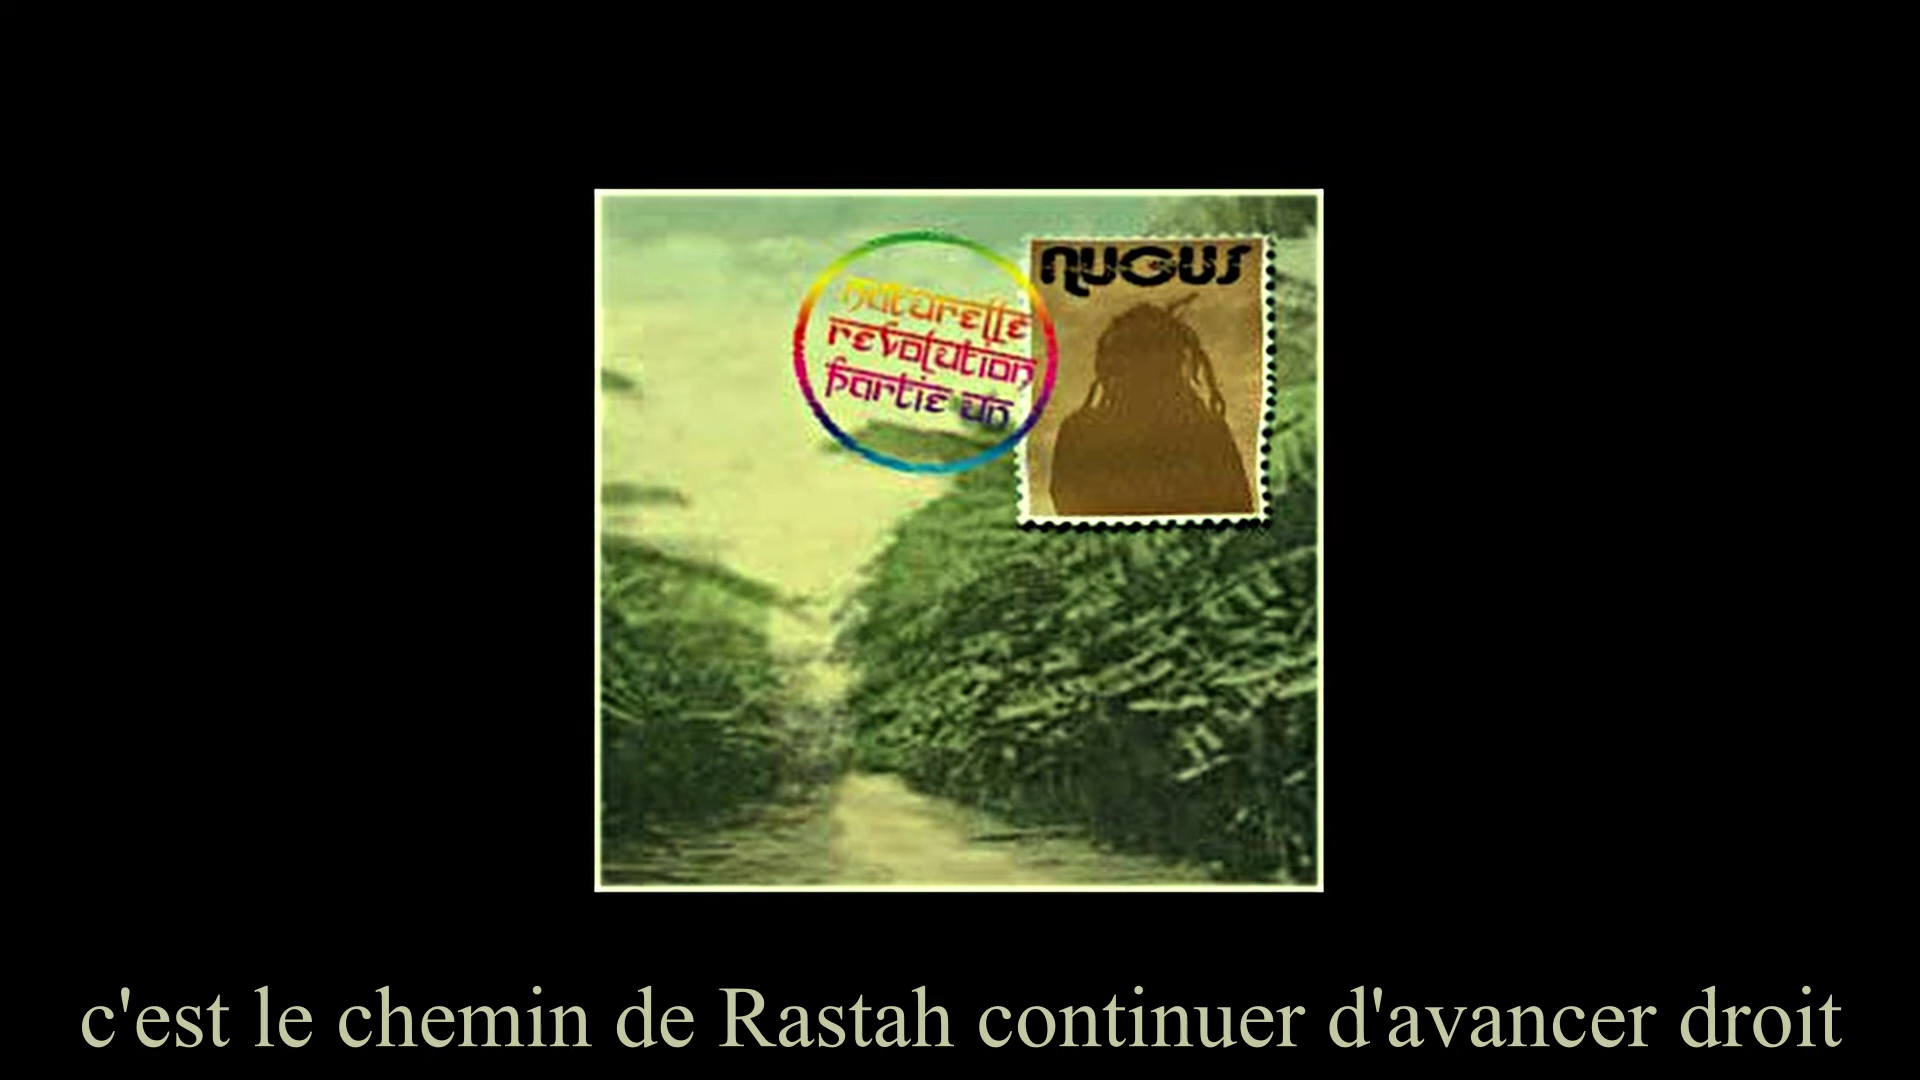 NUGUS
naturelle
revolution
partie un
c'est le chemin de Rastah continuer d'avancer droit